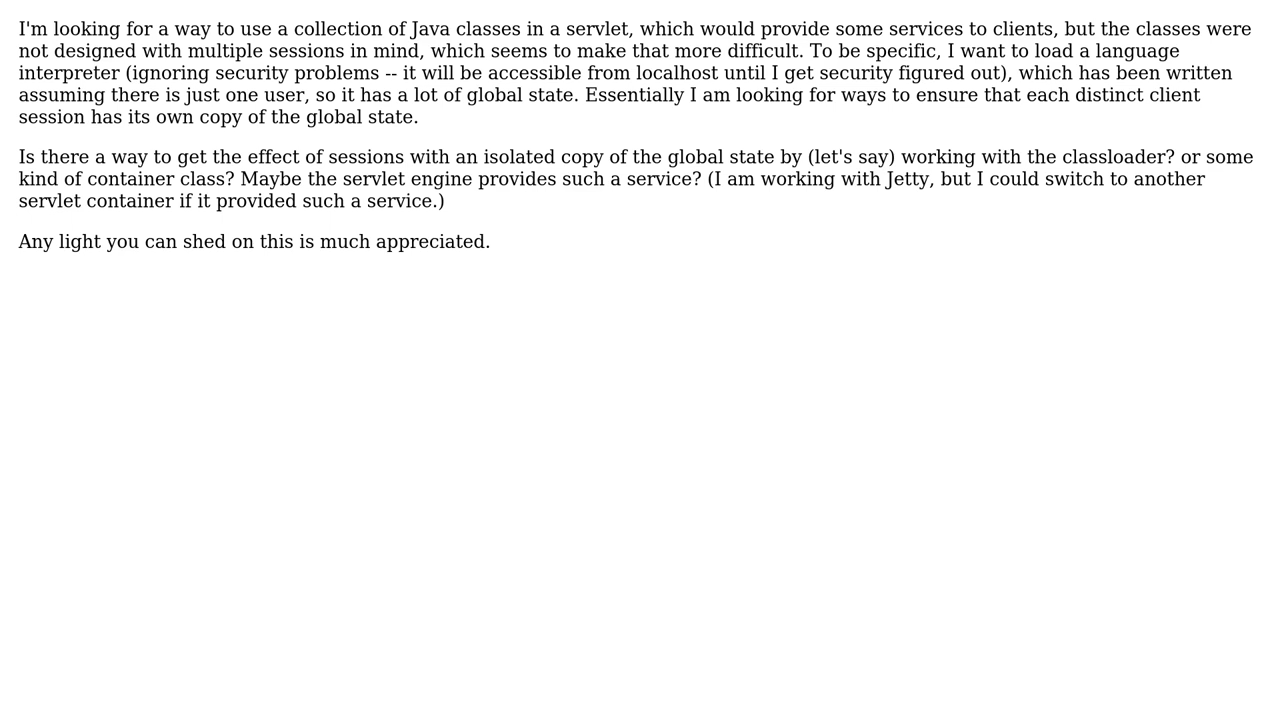 I'm looking for a way to use a collection of Java classes in a servlet, which would provide some services to clients, but the classes were
not designed with multiple sessions in mind, which seems to make that more difficult. To be specific, I want to load a language
interpreter (ignoring security problems -- it will be accessible from localhost until I get security figured out), which has been written
assuming there is just one user, so it has a lot of global state. Essentially I am looking for ways to ensure that each distinct client
session has its own copy of the global state.
Is there a way to get the effect of sessions with an isolated copy of the global state by (let's say) working with the classloader? or some
kind of container class? Maybe the servlet engine provides such a service? (I am working with Jetty, but I could switch to another
servlet container if it provided such a service.)
Any light you can shed on this is much appreciated.